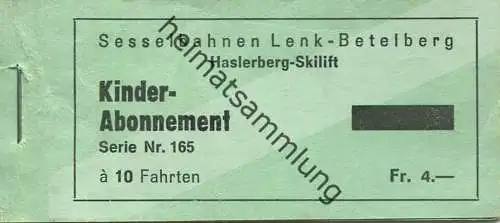 Sesselbahnen Lenk-Betelberg
Haslerberg-Skilift
Kinder-
Abonnement
Serie Nr. 165
à 10 Fahrten
Fr. 4.—
heimatsammlung